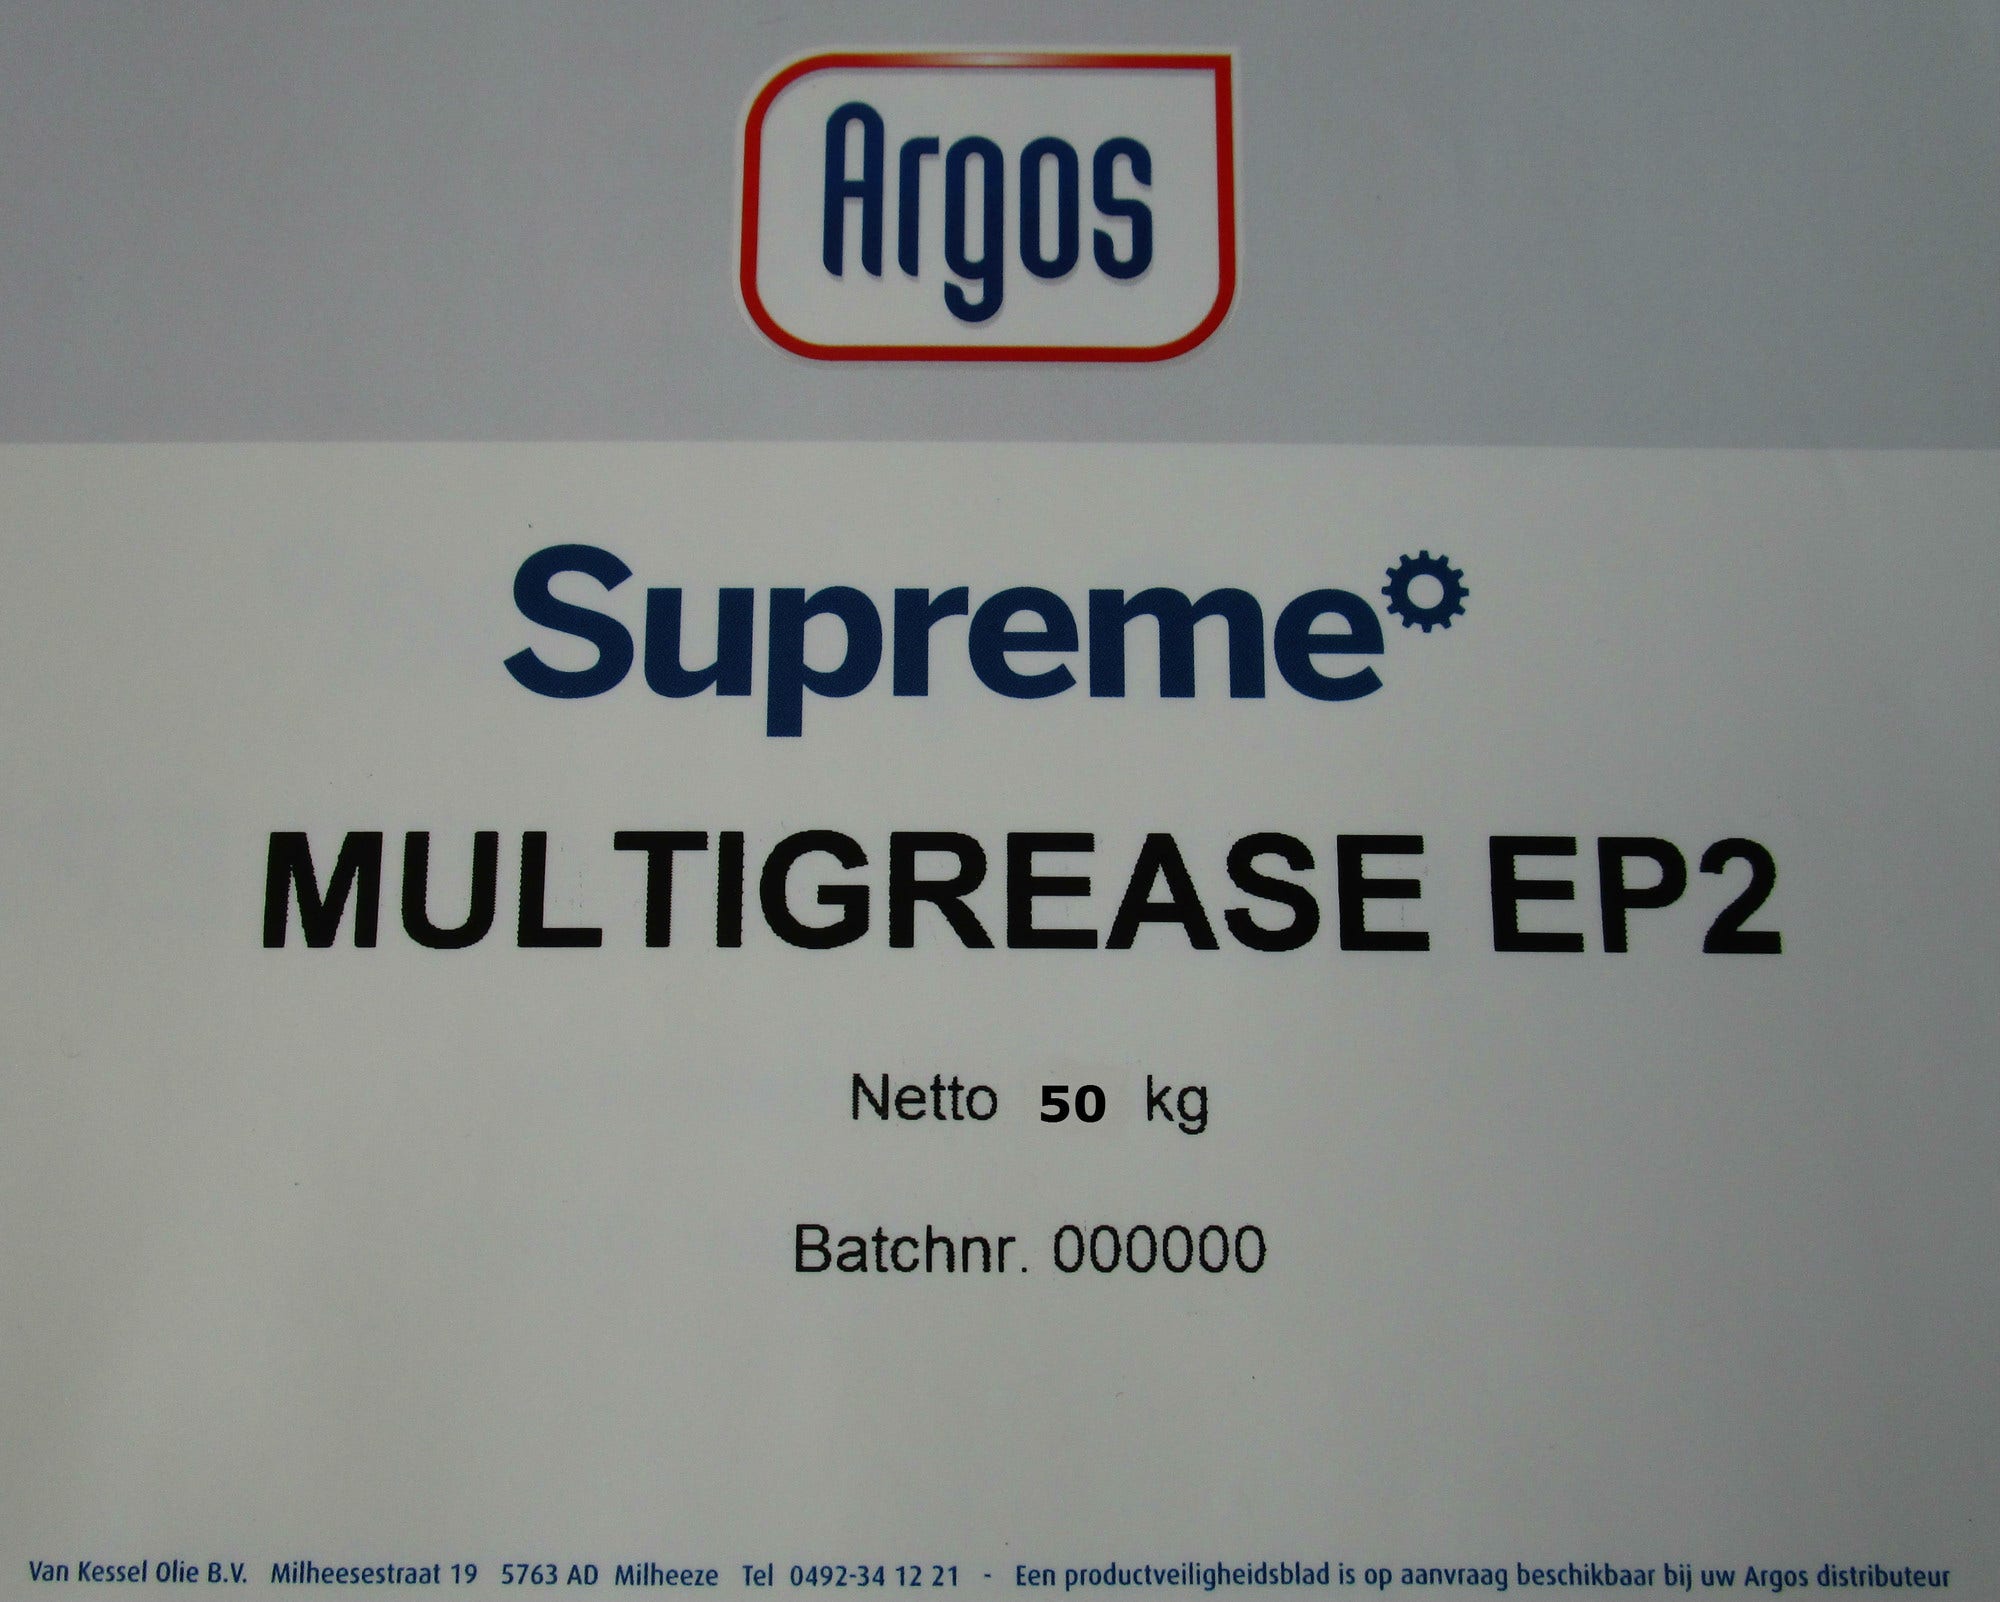 Argos
Supreme
MULTIGREASE EP2
Netto 50 kg
Batchnr. 000000
Van Kessel Olie B.V. Milheesestraat 19 5763 AD Milheeze Tel 0492-34 12 21 - Een productveiligheidsblad is op aanvraag beschikbaar bij uw Argos distributeur